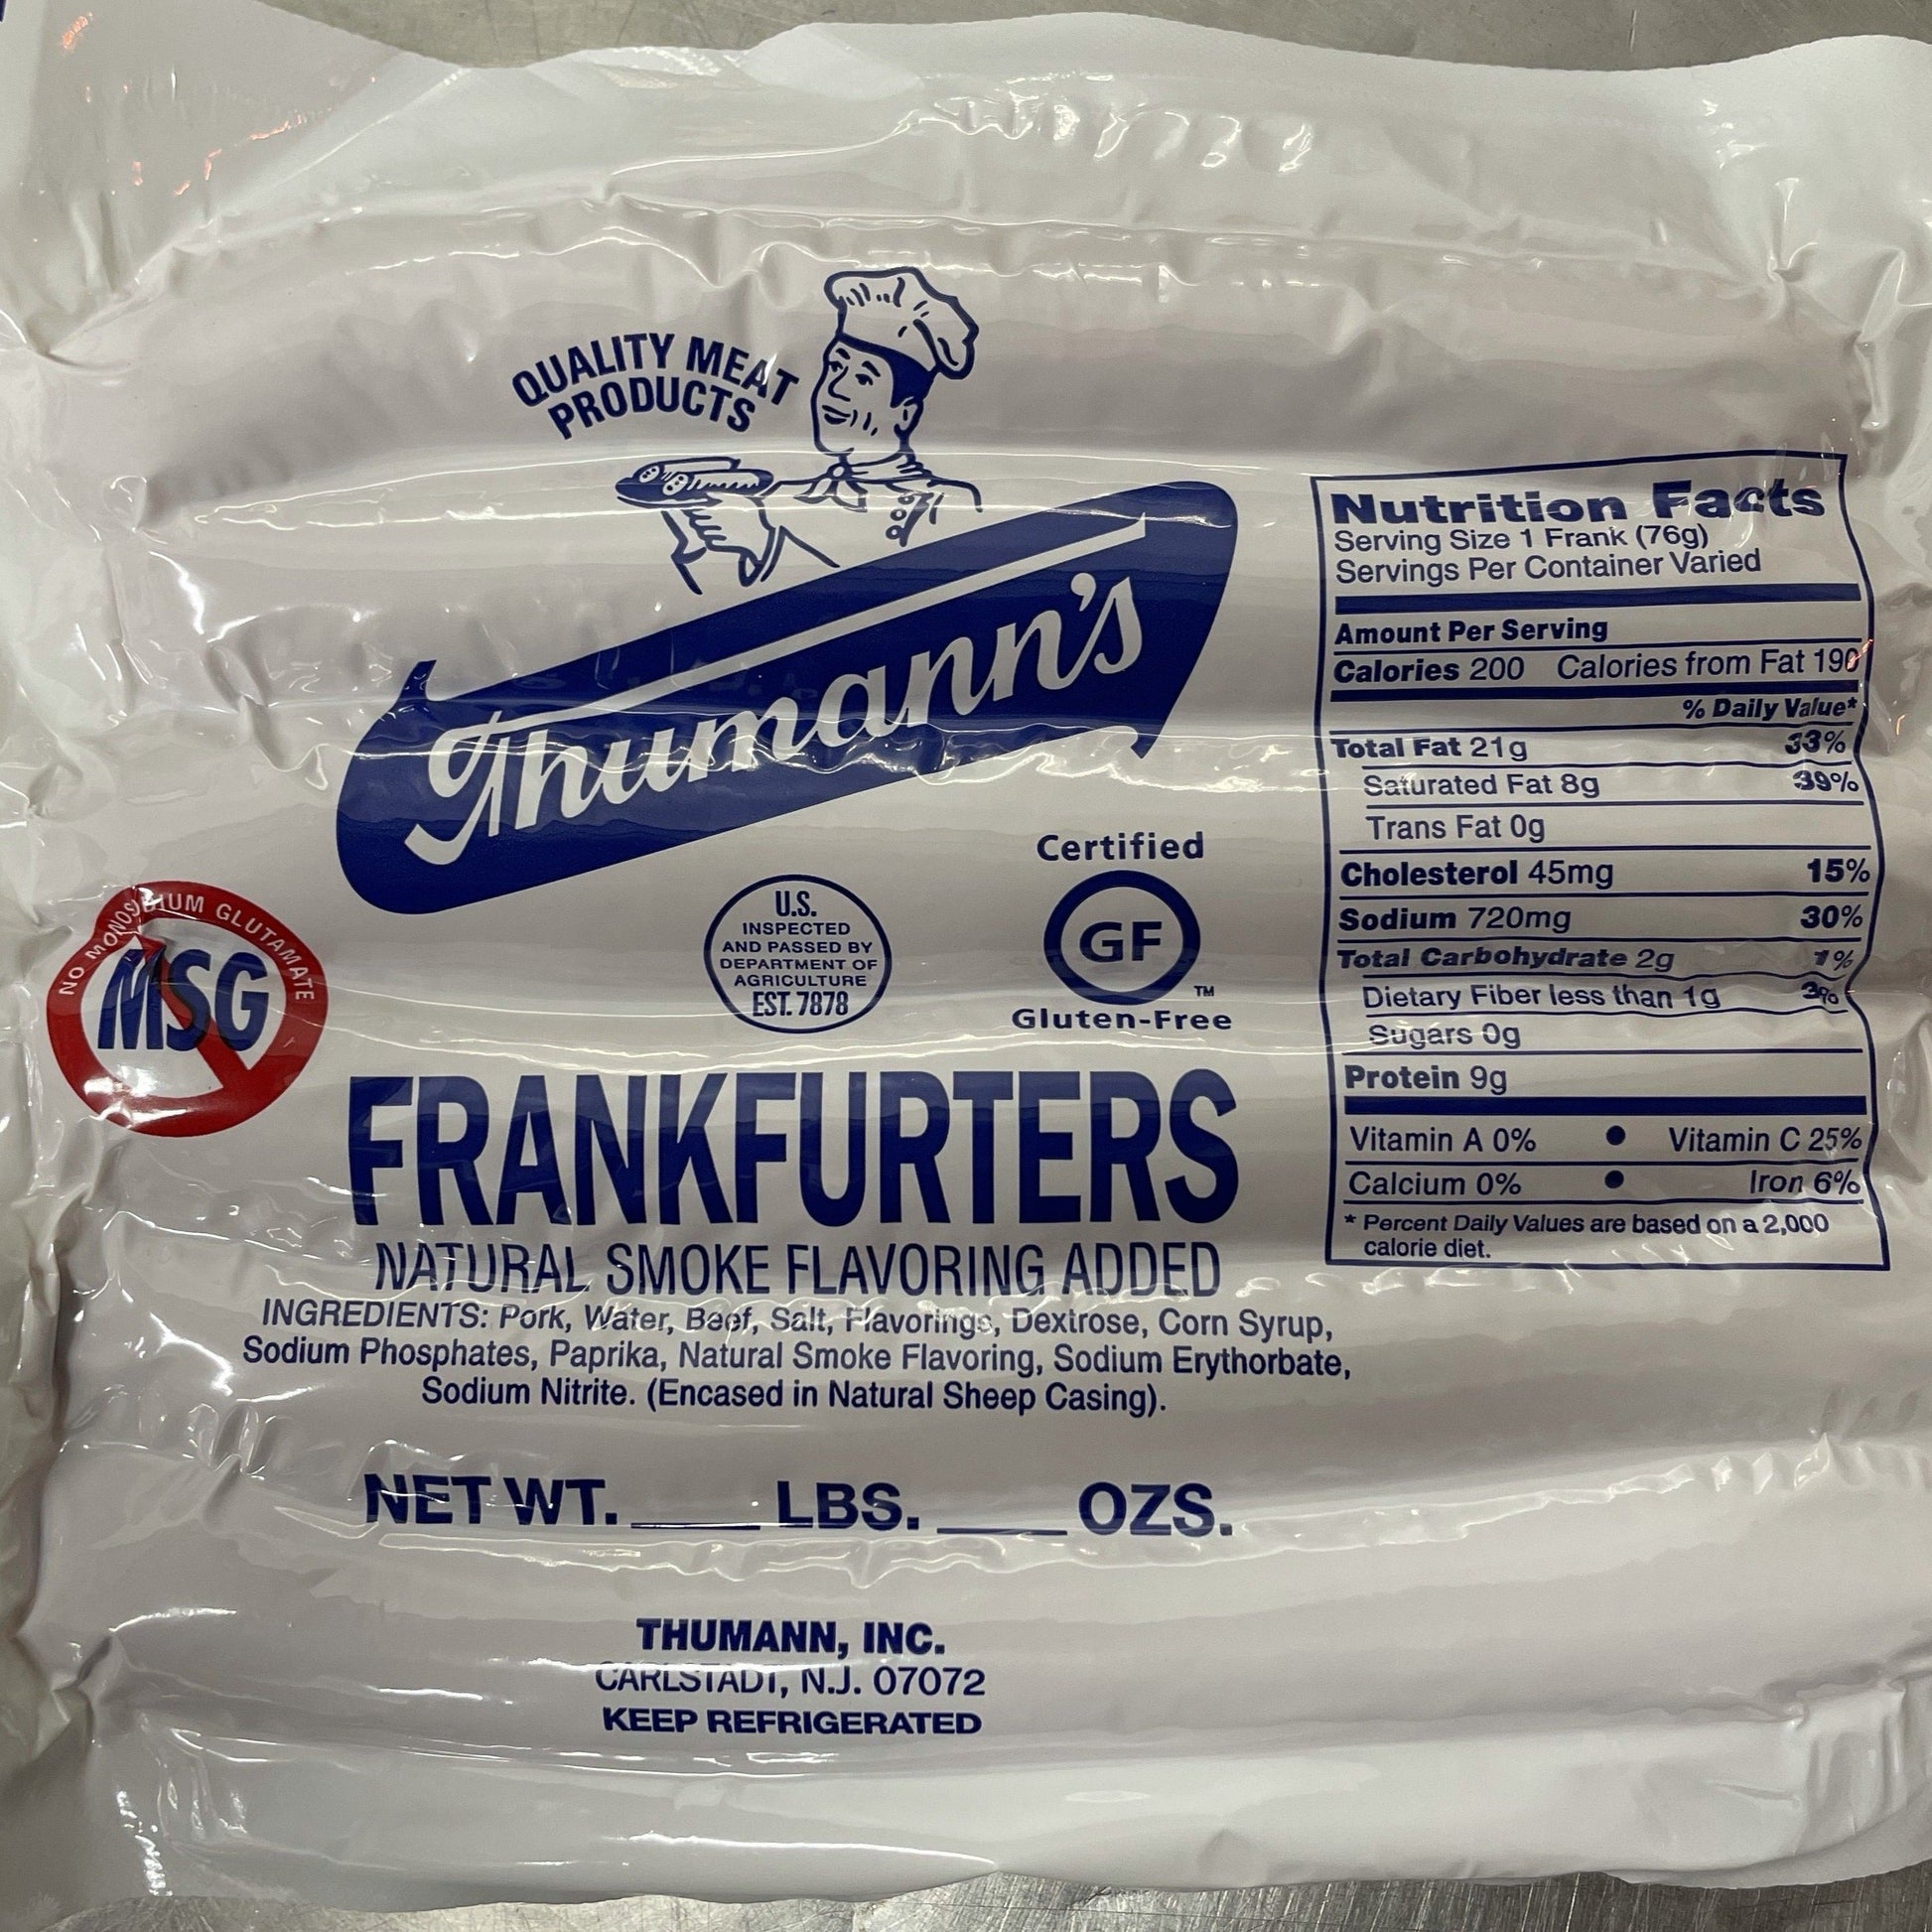 QUALITY MEAT
PRODUCTS
Thumann's
NO MONOSODIUM GLUTAMATE
MSG
U.S.
INSPECTED
AND PASSED BY
DEPARTMENT OF
AGRICULTURE
EST. 7878
Certified
GF
TM
Gluten-Free
FRANKFURTERS
NATURAL SMOKE FLAVORING ADDED
INGREDIENTS: Pork, Water, Beef, Salt, Flavorings, Dextrose, Corn Syrup,
Sodium Phosphates, Paprika, Natural Smoke Flavoring, Sodium Erythorbate,
Sodium Nitrite. (Encased in Natural Sheep Casing).
NET WT. ___ LBS. ___ OZS.
THUMANN, INC.
CARLSTADT, N.J. 07072
KEEP REFRIGERATED
Nutrition Facts
Serving Size 1 Frank (76g)
Servings Per Container Varied
Amount Per Serving
Calories 200 Calories from Fat 190
% Daily Value*
Total Fat 21g 33%
Saturated Fat 8g 39%
Trans Fat 0g
Cholesterol 45mg 15%
Sodium 720mg 30%
Total Carbohydrate 2g 1%
Dietary Fiber less than 1g 3%
Sugars 0g
Protein 9g
Vitamin A 0% • Vitamin C 25%
Calcium 0% • Iron 6%
* Percent Daily Values are based on a 2,000
calorie diet.